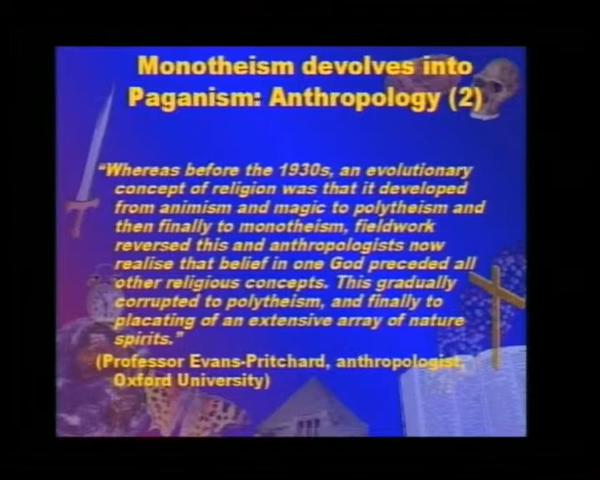 Monotheism devolves into
Paganism: Anthropology (2)
"Whereas before the 1930s, an evolutionary
concept of religion was that it developed
from animism and magic to polytheism and
then finally to monotheism, fieldwork
reversed this and anthropologists now
realise that belief in one God preceded all
other religious concepts. This gradually
corrupted to polytheism, and finally to
placating of an extensive array of nature
spirits."
(Professor Evans-Pritchard, anthropologist,
Oxford University)